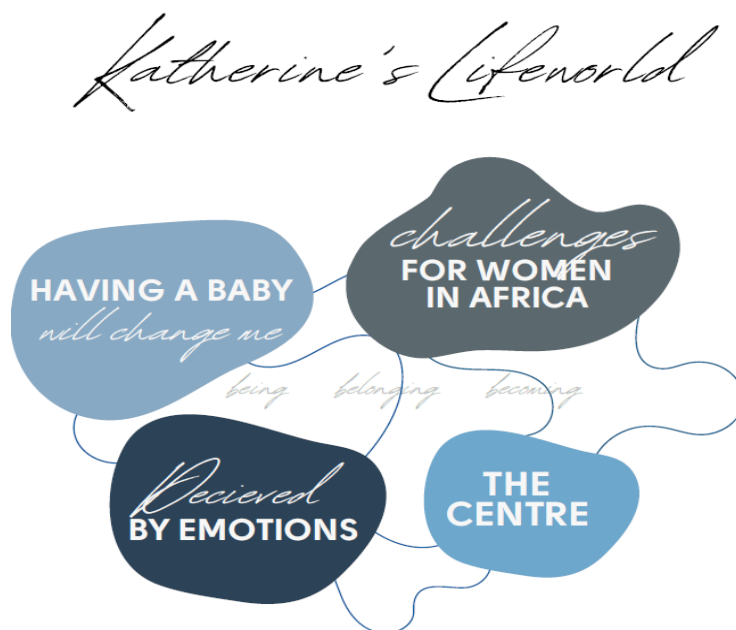 Katherine's Lifeworld
challenges
FOR WOMEN
IN AFRICA
HAVING A BABY
will change me
being belonging becoming
Decieved
BY EMOTIONS
THE
CENTRE